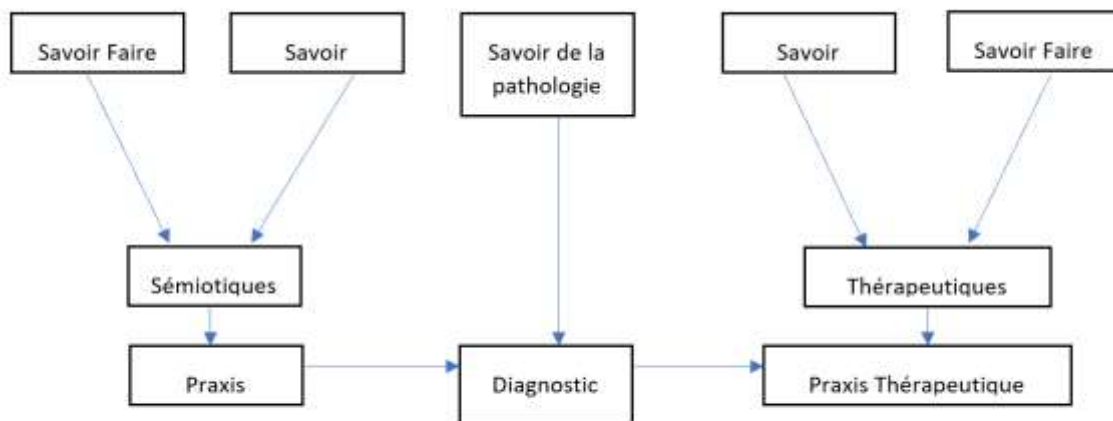 Savoir Faire
Savoir
Savoir de la
pathologie
Savoir
Savoir Faire
Sémiotiques
Thérapeutiques
Praxis
Diagnostic
Praxis Thérapeutique